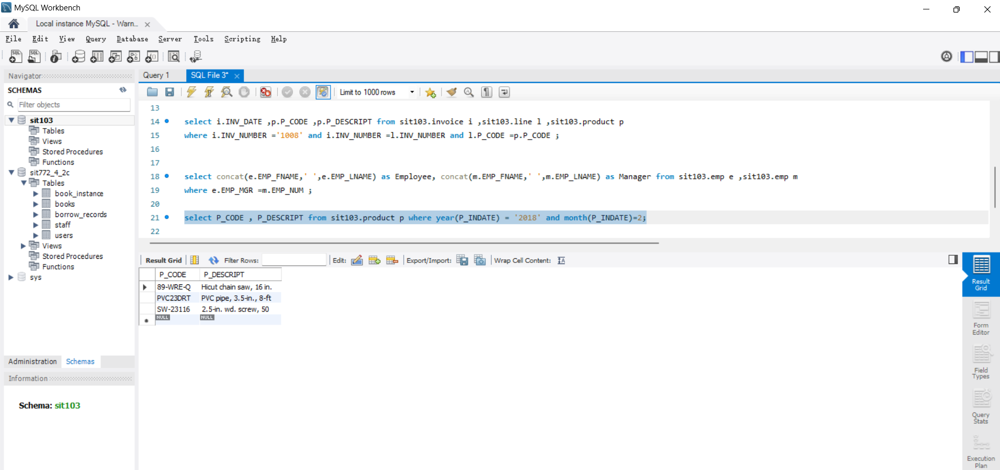 MySQL Workbench
Local instance MySQL - Warn...
File Edit View Query Database Server Tools Scripting Help
Navigator
Query 1
SQL File 3*
SCHEMAS
Limit to 1000 rows
Filter objects
sit103
Tables
Views
Stored Procedures
Functions
sit772_4_2c
Tables
book_instance
books
borrow_records
staff
users
Views
Stored Procedures
Functions
sys
13
14 select i.INV_DATE ,p.P_CODE ,p.P_DESCRIPT from sit103.invoice i ,sit103.line l ,sit103.product p
15 where i.INV_NUMBER ='1008' and i.INV_NUMBER =l.INV_NUMBER and l.P_CODE =p.P_CODE ;
16
17
18 select concat(e.EMP_FNAME,' ',e.EMP_LNAME) as Employee, concat(m.EMP_FNAME,' ',m.EMP_LNAME) as Manager from sit103.emp e ,sit103.emp m
19 where e.EMP_MGR =m.EMP_NUM ;
20
21 select P_CODE , P_DESCRIPT from sit103.product p where year(P_INDATE) = '2018' and month(P_INDATE)=2;
22
Result Grid Filter Rows: Edit: Export/Import: Wrap Cell Content:
P_CODE P_DESCRIPT
89-WRE-Q Hicut chain saw, 16 in.
PVC23DRT PVC pipe, 3.5-in., 8-ft
SW-23116 2.5-in. wd. screw, 50
NULL NULL
Result
Grid
Form
Editor
Field
Types
Query
Stats
Execution
Plan
Administration Schemas
Information
Schema: sit103